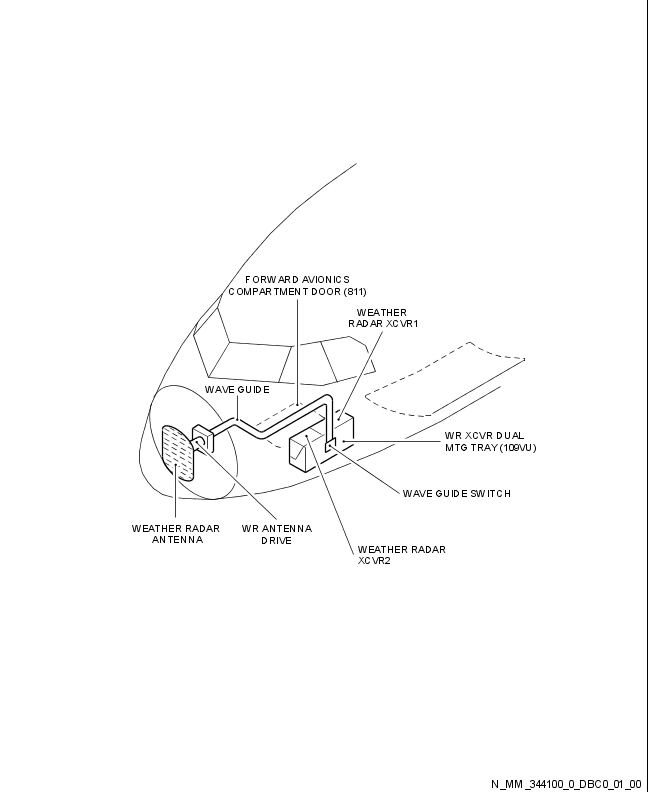 FORWARD AVIONICS
COMPARTMENT DOOR (811)
WEATHER
RADAR XCVR1
WAVE GUIDE
WR XCVR DUAL
MTG TRAY (109VU)
WAVE GUIDE SWITCH
WEATHER RADAR
ANTENNA
WR ANTENNA
DRIVE
WEATHER RADAR
XCVR2
N_MM_344100_0_DBC0_01_00